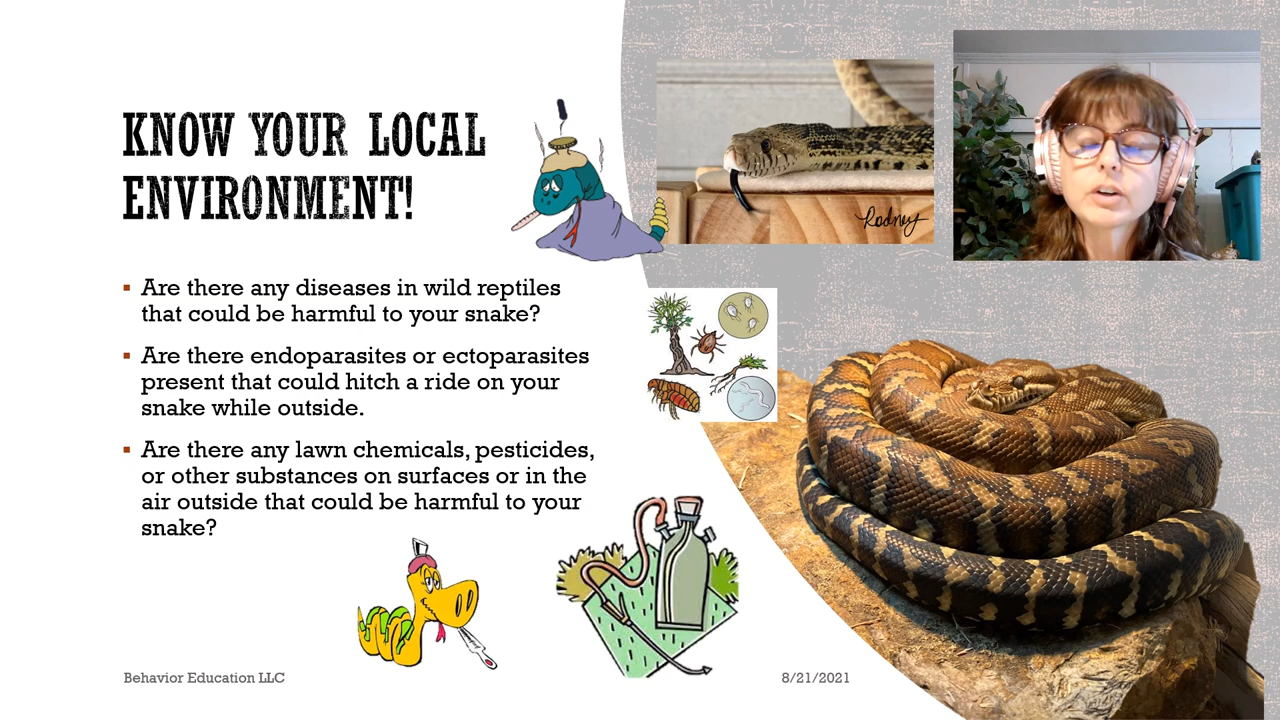 KNOW YOUR LOCAL
ENVIRONMENT!
Rodney
▪ Are there any diseases in wild reptiles
that could be harmful to your snake?
▪ Are there endoparasites or ectoparasites
present that could hitch a ride on your
snake while outside.
▪ Are there any lawn chemicals, pesticides,
or other substances on surfaces or in the
air outside that could be harmful to your
snake?
Behavior Education LLC
8/21/2021